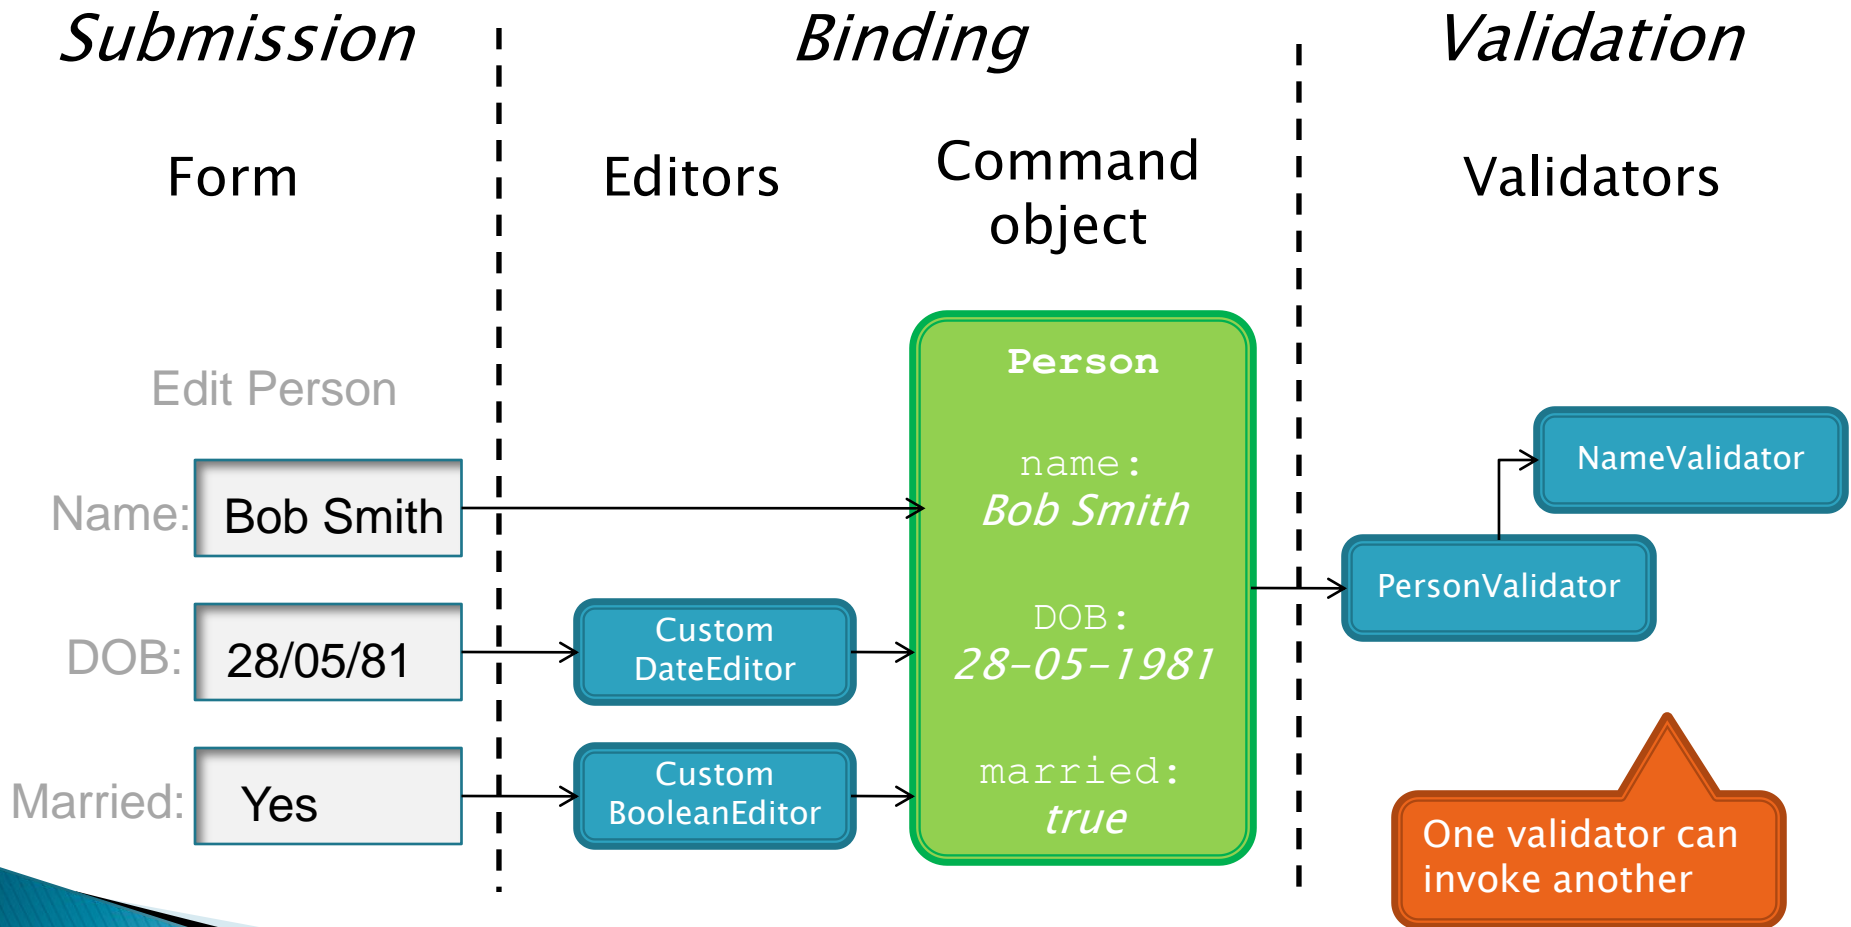 Submission
Binding
Validation
Form
Editors
Command
object
Validators
Edit Person
Name:
Bob Smith
DOB:
28/05/81
Married:
Yes
Custom
DateEditor
Custom
BooleanEditor
Person
name:
Bob Smith
DOB:
28-05-1981
married:
true
NameValidator
PersonValidator
One validator can
invoke another